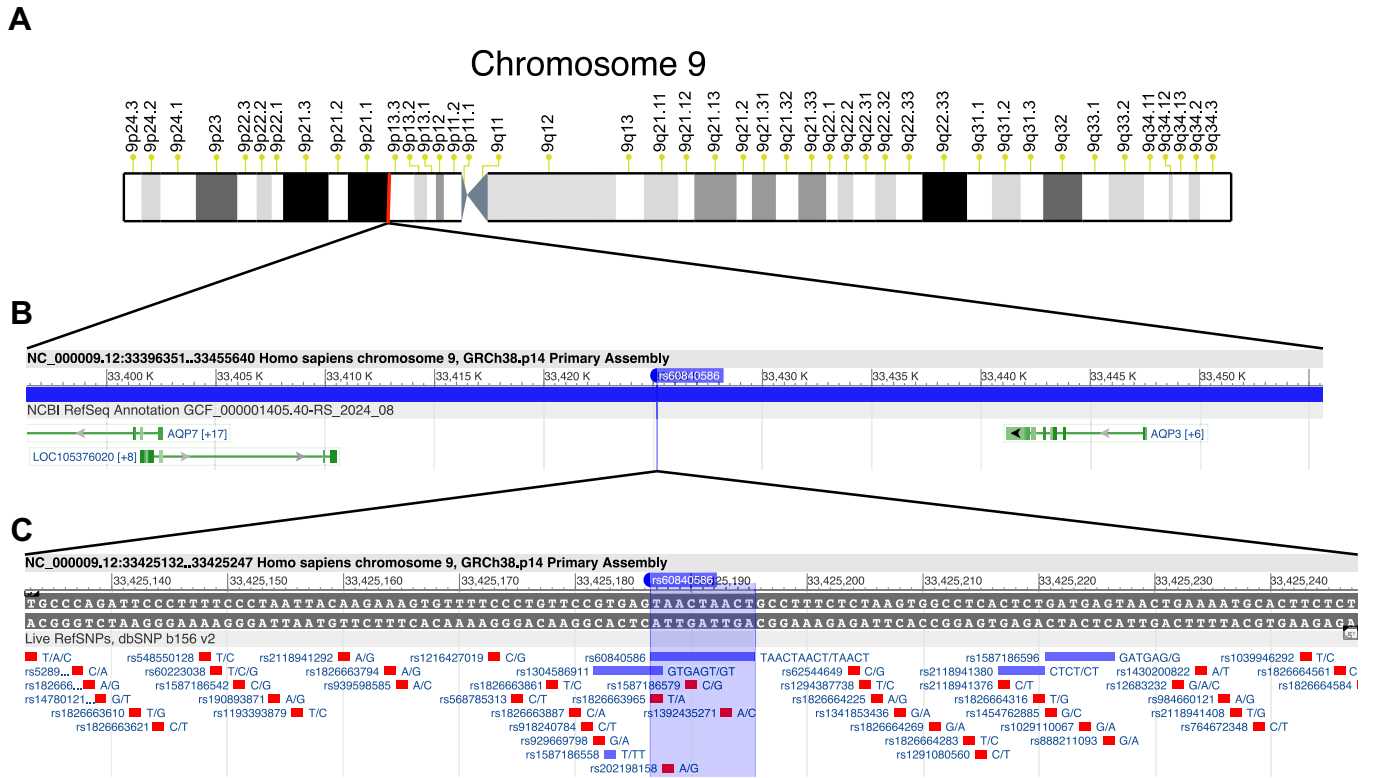 A
Chromosome 9
9p24.3 9p24.2 9p24.1 9p23 9p22.3 9p22.2 9p22.1 9p21.3 9p21.2 9p21.1 9p13.3 9p13.2 9p13.1 9p12 9p11.2 9p11.1 9q11 9q12 9q13 9q21.11 9q21.12 9q21.13 9q21.2 9q21.31 9q21.32 9q21.33 9q22.1 9q22.2 9q22.31 9q22.32 9q22.33 9q22.33 9q31.1 9q31.2 9q31.3 9q32 9q33.1 9q33.2 9q34.11 9q34.12 9q34.13 9q34.2 9q34.3
B
NC_000009.12:33396351..33455640 Homo sapiens chromosome 9, GRCh38.p14 Primary Assembly
33,400 K 33,405 K 33,410 K 33,415 K 33,420 K rs60840586 33,430 K 33,435 K 33,440 K 33,445 K 33,450 K
NCBI RefSeq Annotation GCF_000001405.40-RS_2024_08
AQP7 [+17] AQP3 [+6]
LOC105376020 [+8]
C
NC_000009.12:33425132..33425247 Homo sapiens chromosome 9, GRCh38.p14 Primary Assembly
33,425,140 33,425,150 33,425,160 33,425,170 33,425,180 rs60840586 25,190 33,425,200 33,425,210 33,425,220 33,425,230 33,425,240
TGCCCAGATTCCCTTTTCCCTAATTACAAGAAAGTGTTTTCCCTGTTCCGTGAGTAACTAACTGCCTTTCTCTAAGTGGCCTCACTCTGATGAGTAACTGAAAATGCACTTCTCT
ACGGGTCTAAGGGAAAAGGGATTAATGTTCTTTCACAAAAGGGACAAGGCACTCATTGATTGACGGAAAGAGATTCACCGGAGTGAGACTACTCATTGACTTTTACGTGAAGAGA
Live RefSNPs, dbSNP b156 v2
T/A/C rs548550128 T/C rs2118941292 A/G rs1216427019 C/G rs60840586 TAACTAACT/TAACT rs1587186596 GATGAG/G rs1039946292 T/C
rs5289... C/A rs60223038 T/C/G rs1826663794 A/G rs1304588911 GTGAGT/GT rs62544649 C/G rs2118941380 CTCT/CT rs1430200822 A/T rs1826664561 C
rs182666... A/G rs1587186542 C/G rs939598585 A/C rs1826663861 T/C rs1587186579 C/G rs1294387738 T/C rs2118941376 C/T rs12683232 G/A/C rs1826664584
rs14780121... G/T rs190893871 A/G rs568785313 C/T rs1826663965 T/A rs1826664225 A/G rs1826664316 T/G rs984660121 A/G
rs1826663610 T/G rs1193393879 T/C rs1826663887 C/A rs1392435271 A/C rs1341853436 G/A rs1454762885 G/C rs2118941408 T/G
rs1826663621 C/T rs918240784 C/T rs1826664269 G/A rs1029110067 G/A rs764672348 C/T
rs929669798 G/A rs1826664283 T/C rs888211093 G/A
rs1587186558 T/TT rs1291080560 C/T
rs202198158 A/G